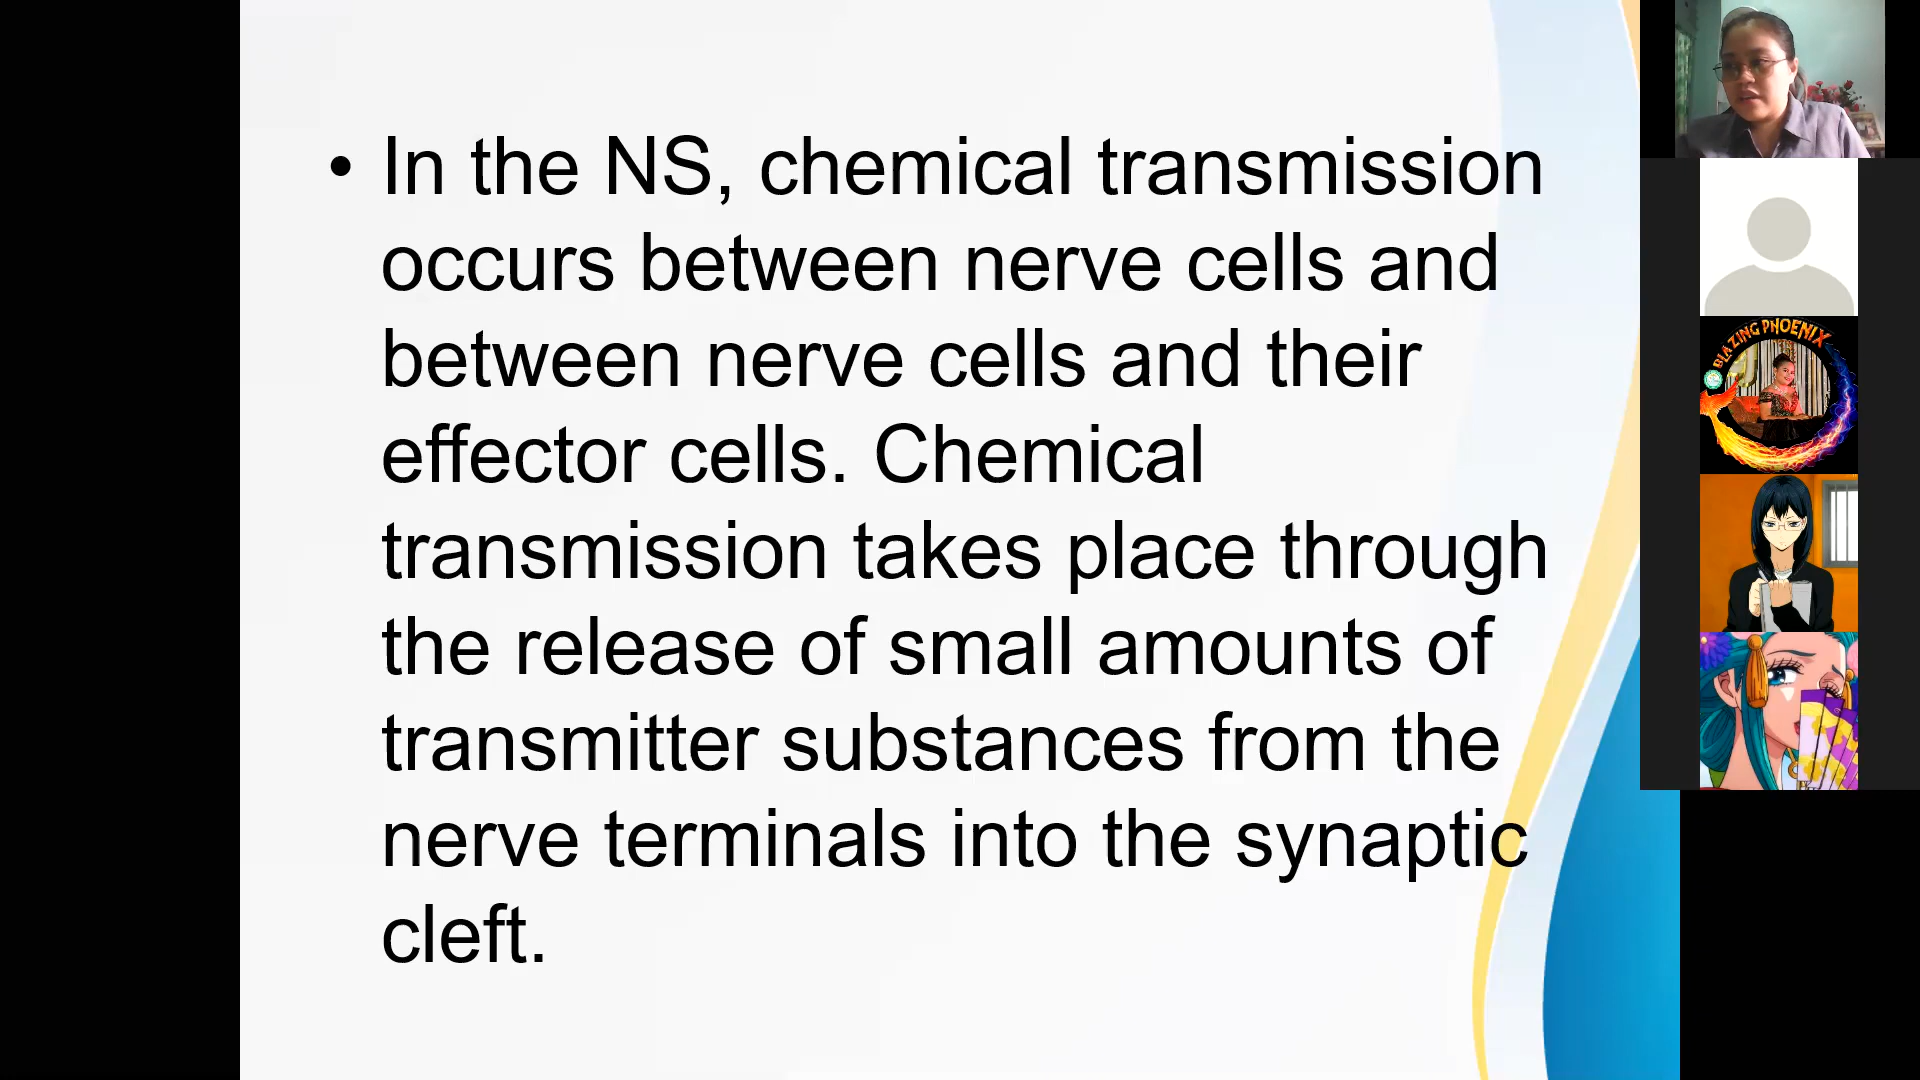 • In the NS, chemical transmission
occurs between nerve cells and
between nerve cells and their
effector cells. Chemical
transmission takes place through
the release of small amounts of
transmitter substances from the
nerve terminals into the synaptic
cleft.
BLAZING PHOENIX